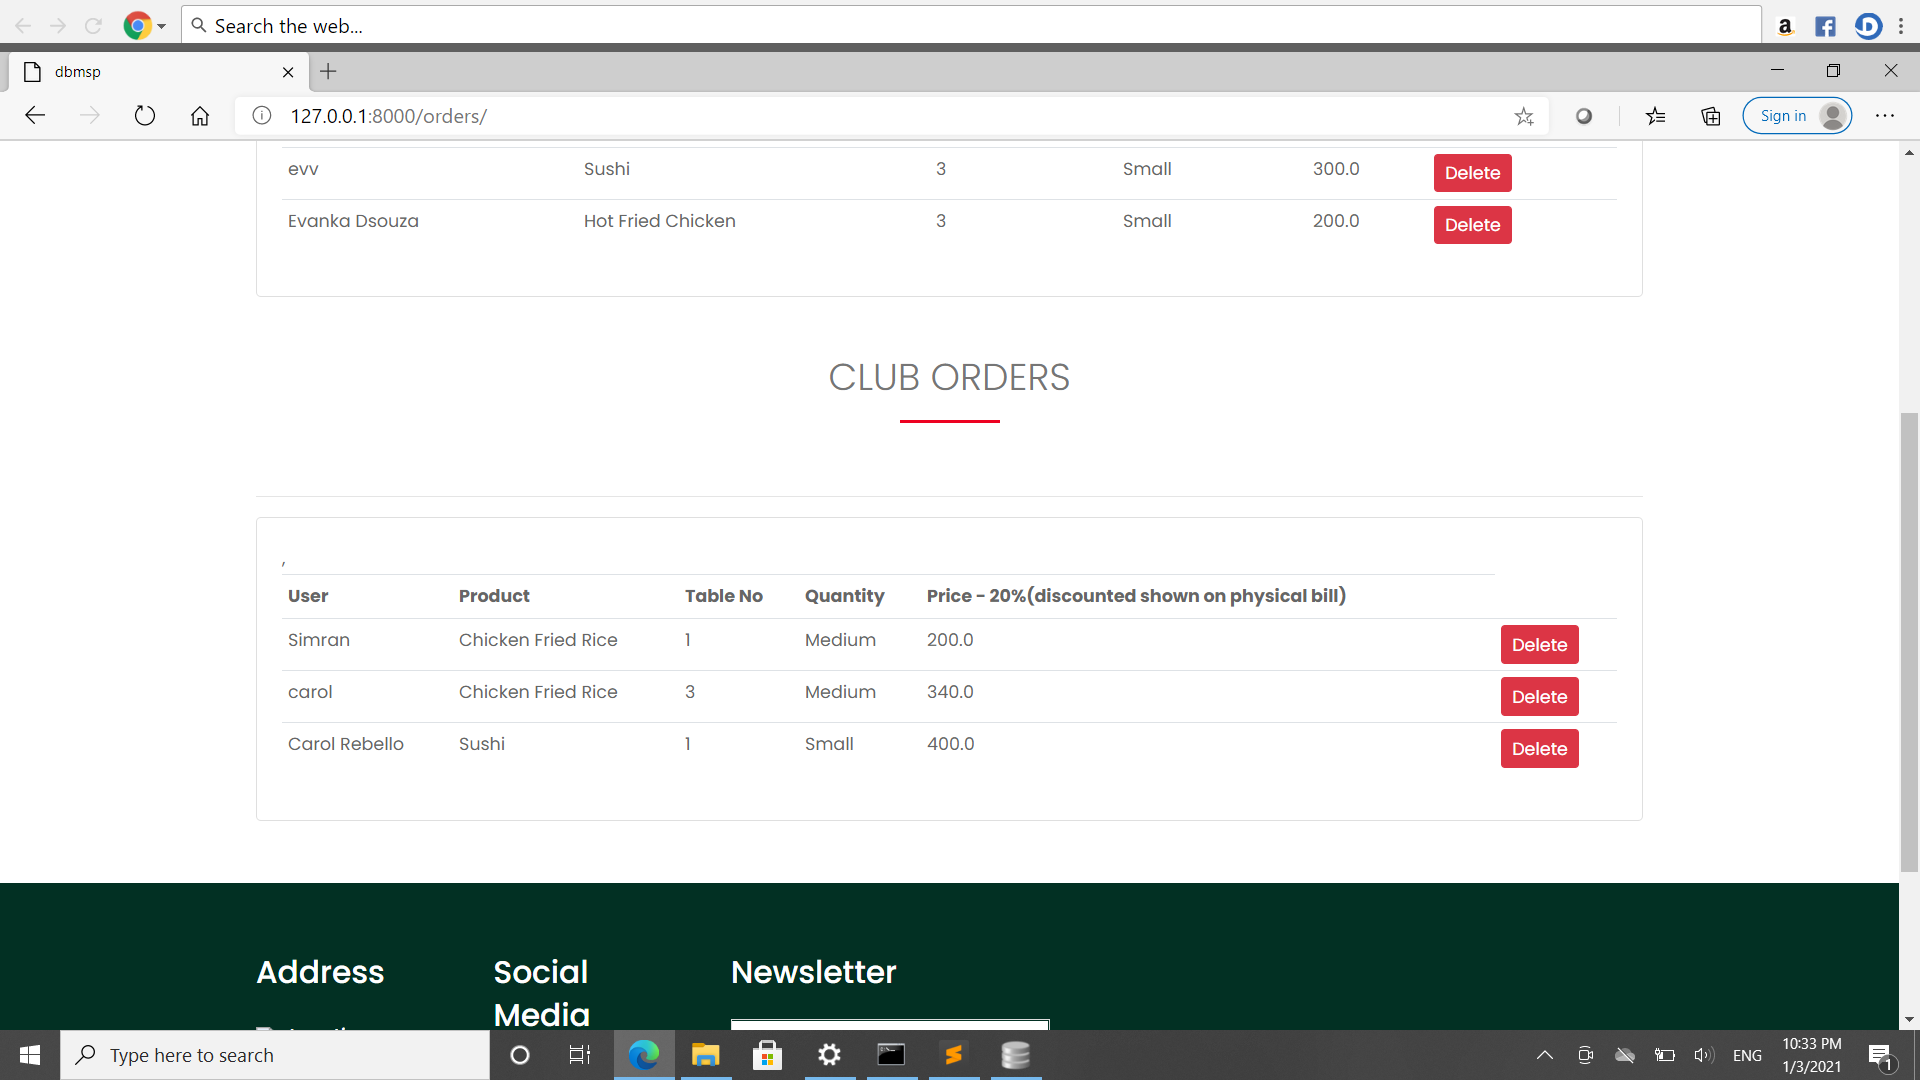 Search the web...
a
dbmsp
127.0.0.1:8000/orders/
Sign in
evv Sushi 3 Small 300.0 Delete
Evanka Dsouza Hot Fried Chicken 3 Small 200.0 Delete
CLUB ORDERS
,
User Product Table No Quantity Price - 20%(discounted shown on physical bill)
Simran Chicken Fried Rice 1 Medium 200.0 Delete
carol Chicken Fried Rice 3 Medium 340.0 Delete
Carol Rebello Sushi 1 Small 400.0 Delete
Address
Social
Media
Newsletter
Type here to search
ENG
10:33 PM
1/3/2021
1